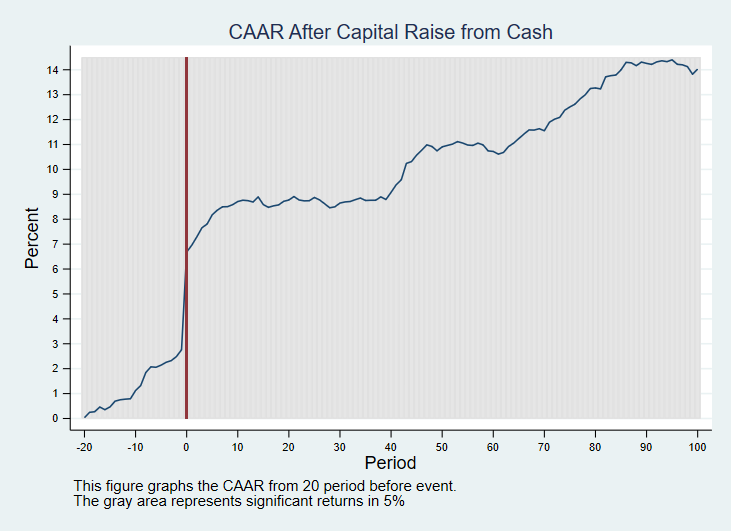 CAAR After Capital Raise from Cash
Percent
14
13
12
11
10
9
8
7
6
5
4
3
2
1
0
-20 -10 0 10 20 30 40 50 60 70 80 90 100
Period
This figure graphs the CAAR from 20 period before event.
The gray area represents significant returns in 5%